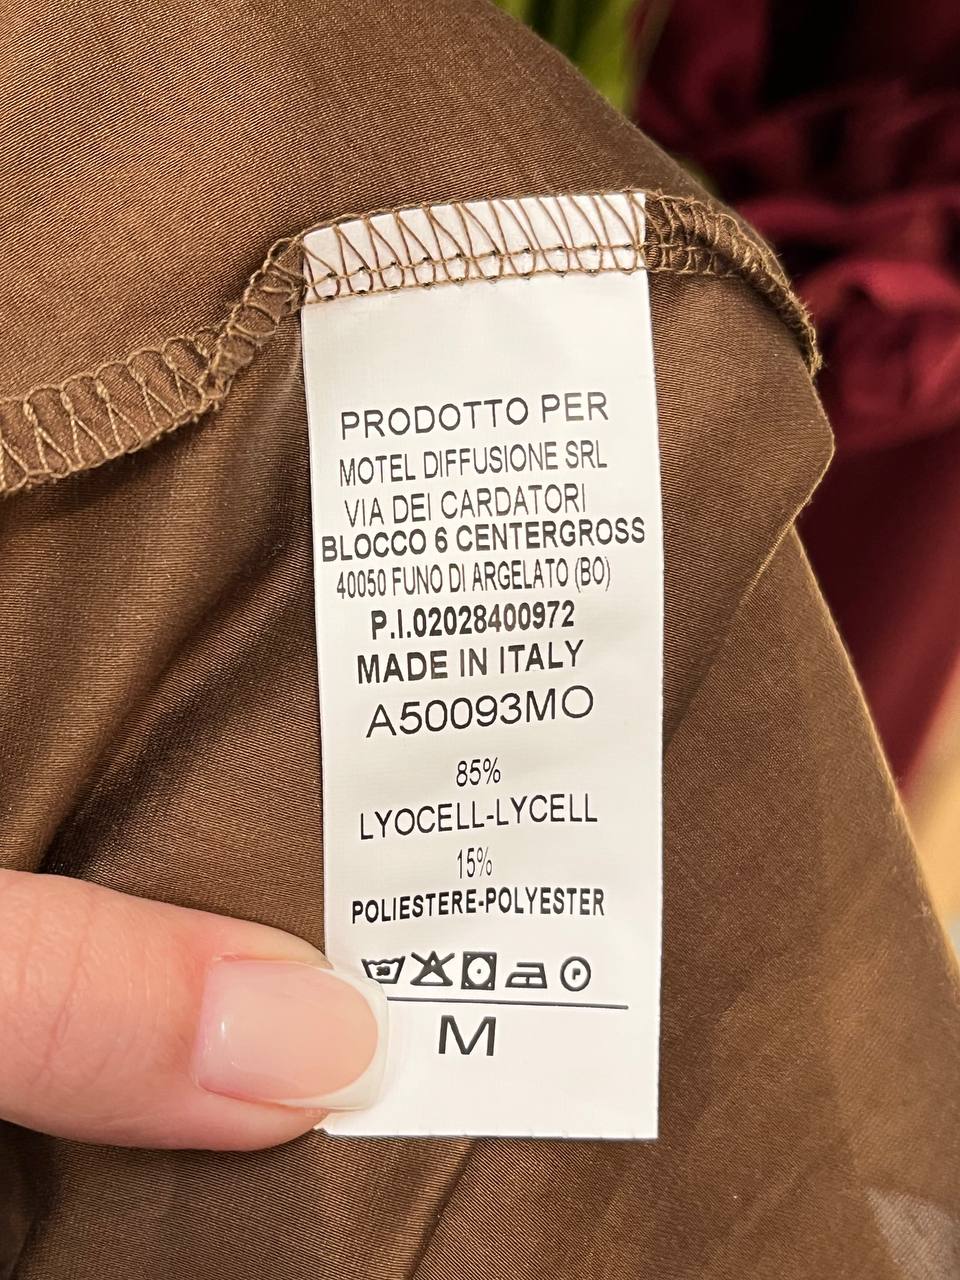 PRODOTTO PER
MOTEL DIFFUSIONE SRL
VIA DEI CARDATORI
BLOCCO 6 CENTERGROSS
40050 FUNO DI ARGELATO (BO)
P.I.02028400972
MADE IN ITALY
A50093MO
85%
LYOCELL-LYCELL
15%
POLIESTERE-POLYESTER
30 P
M